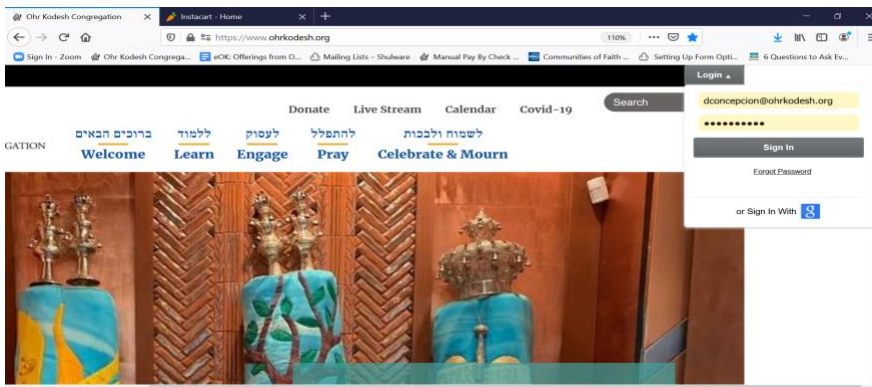 Ohr Kodesh Congregation
Instacart - Home
https://www.ohrkodesh.org
110%
Sign In - Zoom
Ohr Kodesh Congrega...
eOK: Offerings from O...
Mailing Lists – Shulware
Manual Pay By Check ...
Communities of Faith ...
Setting Up Form Opti...
6 Questions to Ask Ev...
Login
Donate Live Stream Calendar Covid-19
Search
dconcepcion@ohrkodesh.org
••••••••••
Sign In
Forgot Password
or Sign In With g
GATION
ברוכים הבאים ללמוד לעסוק להתפלל לשמוח ולבכות
Welcome Learn Engage Pray Celebrate & Mourn